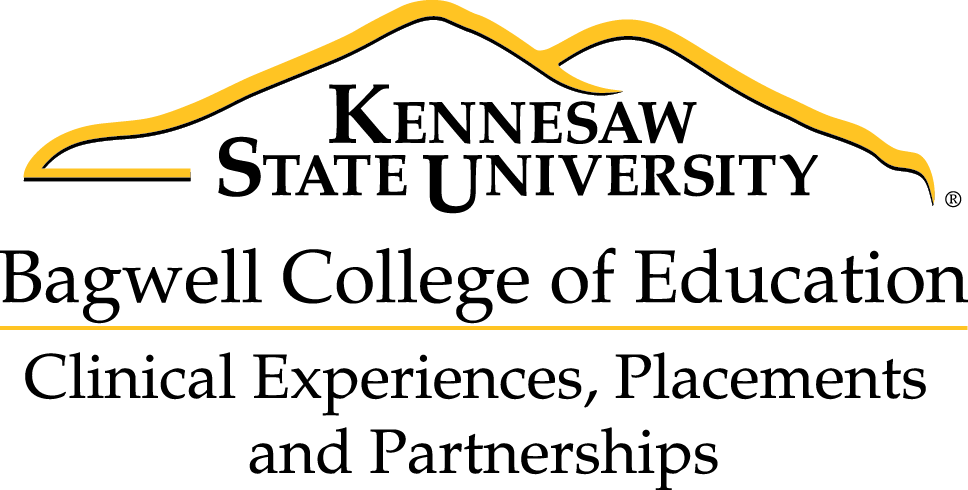 KENNESAW
STATE UNIVERSITY ®
Bagwell College of Education
Clinical Experiences, Placements
and Partnerships